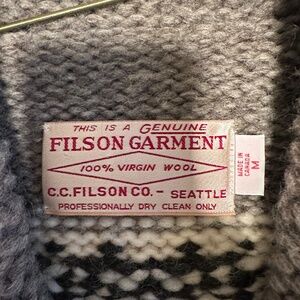 THIS IS A GENUINE
FILSON GARMENT
100% VIRGIN WOOL
C.C.FILSON CO. - SEATTLE
PROFESSIONALLY DRY CLEAN ONLY
MADE IN
CANADA
M